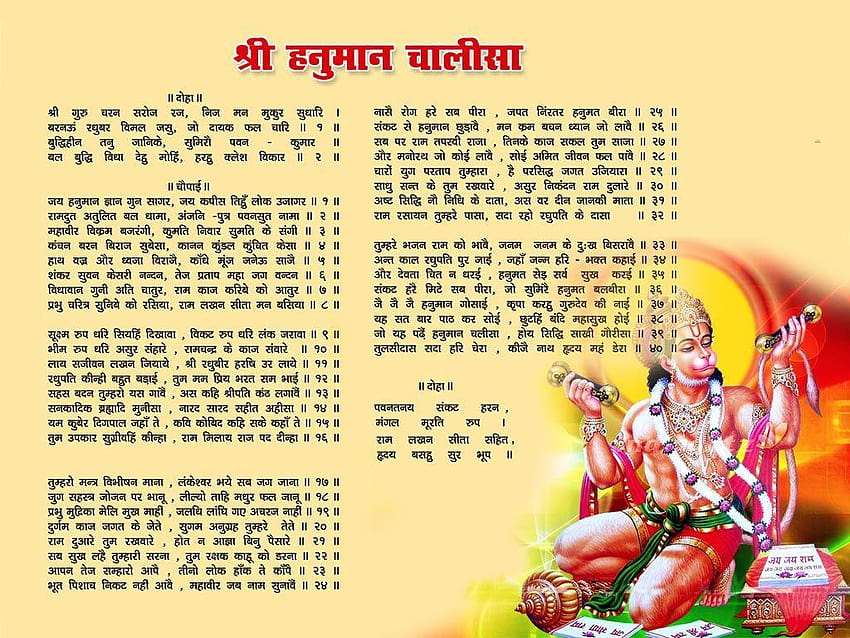 श्री हनुमान चालीसा
॥ दोहा ॥
श्री गुरु चरन सरोज रज, निज मन मुकुर सुधारि ।
बरनऊं रघुबर विमल जसु, जो दायक फल चारि ॥ १ ॥
बुद्धिहीन तनु जानिके, सुमिरौ पवन - कुमार ॥
बल बुद्धि विधा देहु मोहिं, हरहु क्लेश विकार ॥ २ ॥
॥ चौपाई ॥
जय हनुमान ज्ञान गुन सागर, जय कपीस तिहुँ लोक उजागर ॥ १ ॥
रामदुत अतुलित बल धामा, अंजनि -पुत्र पवनसुत नामा ॥ २ ॥
महावीर विक्रम बजरंगी, कुमति निवार सुमति के संगी ॥ ३ ॥
कंचन बरन बिराज सुबेसा, कानन कुंडल कुंचित केसा ॥ ४ ॥
हाथ वज्र और ध्वजा विराजै, काँधे मूंज जनेऊ साजै ॥ ५ ॥
शंकर सुवन केसरी नन्दन, तेज प्रताप महा जग वन्दन ॥ ६ ॥
विधावान गुनी अति चातुर, राम काज करिबे को आतुर ॥ ७ ॥
प्रभु चरित्र सुनिबे को रसिया, राम लखन सीता मन बसिया ॥ ८ ॥
सूक्ष्म रुप धरि सियहिं दिखावा , विकट रुप धरि लंक जरावा ॥ ९ ॥
भीम रुप धरि असुर संहारे , रामचन्द्र के काज संवारे ॥ १० ॥
लाय सजीवन लखन जियाये , श्री रघुबीर हरषि उर लाये ॥ ११ ॥
रघुपति कीन्ही बहुत बड़ाई , तुम मम प्रिय भरत सम भाई ॥ १२ ॥
सहस बदन तुम्हरो यस गांवै , अस कहि श्रीपति कंठ लगावैं ॥ १३ ॥
सनकादिक ब्रह्मादि मुनीसा , नारद सारद सहीत अहीसा ॥ १४ ॥
यम कुबेर दिगपाल जहाँ ते , कवि कोबिद कहि सके कहाँ ते ॥ १५ ॥
तुम उपकार सुग्रीवहिं कीन्हा , राम मिलाय राज पद दीन्हा ॥ १६ ॥
तुम्हरो मन्त्र विभीषन माना , लंकेश्वर भये सब जग जाना ॥ १७ ॥
जुग सहस्त्र जोजन पर भानू , लील्यो ताहि मधुर फल जानू ॥ १८ ॥
प्रभु मुद्रिका मेलि मुख माहीं , जलधि लांधि गए अचरज नाहीं ॥ १९ ॥
दुर्गम काज जगत के जेते , सुगम अनुग्रह तुम्हरे तेते ॥ २० ॥
राम दुआरे तुम रखवारे , होत न आज्ञा बिनु पैसारे ॥ २१ ॥
सब सुख लहै तुम्हारी सरना , तुम रक्षक काहू को डरना ॥ २२ ॥
आपन तेज सम्हारो आपै , तीनो लोक हाँक ते काँपै ॥ २३ ॥
भूत पिशाच निकट नही आवै , महावीर जब नाम सुनावैं ॥ २४ ॥
नासै रोग हरे सब पीरा , जपत निंरतर हनुमत बीरा ॥ २५ ॥
संकट से हनुमान छुड़ावै , मन क्रम बचन ध्यान जो लावे ॥ २६ ॥
सब पर राम तपस्वी राजा , तिनके काज सकल तुम साजा ॥ २७ ॥
और मनोरथ जो कोई लावै , सोई अमित जीवन फल पावै ॥ २८ ॥
चारों युग परताप तुम्हारा , है परसिद्ध जगत उजियारा ॥ २९ ॥
साधु सन्त के तुम रखवारे , असुर निकंदन राम दुलारे ॥ ३० ॥
अष्ट सिद्धि नौ निधि के दाता, अस वर दीन जानकी माता ॥ ३१ ॥
राम रसायन तुम्हरे पासा, सदा रहो रघुपति के दासा ॥ ३२ ॥
तुम्हरे भजन राम को भावै, जनम जनम के दु:ख बिसरावै ॥ ३३ ॥
अन्त काल रघुपति पुर जाई , जहाँ जन्म हरि - भक्त कहाई ॥ ३४ ॥
और देवता चित न धरई , हनुमत सेइ सर्व सुख करई ॥ ३५ ॥
संकट हंरे मिटे सब पीरा, जो सुमिंरे हनुमत बलबीरा ॥ ३६ ॥
जै जै जै हनुमान गोसाई , कृपा करहु गुरुदेव की नाई ॥ ३७ ॥
यह सत बार पाठ कर सोई , छुटहिं बंदि महासुख होई ॥ ३८ ॥
जो यह पढैं हनुमान चलीसा , होय सिद्धि साखी गौरीसा ॥ ३९ ॥
तुलसीदास सदा हरि चेरा , कीजै नाथ हृदय महं डेरा ॥ ४० ॥
॥ दोहा ॥
पवनतनय संकट हरन ,
मंगल मूरति रुप ।
राम लखन सीता सहित,
हृदय बसहु सुर भूप ॥
जय जय राम